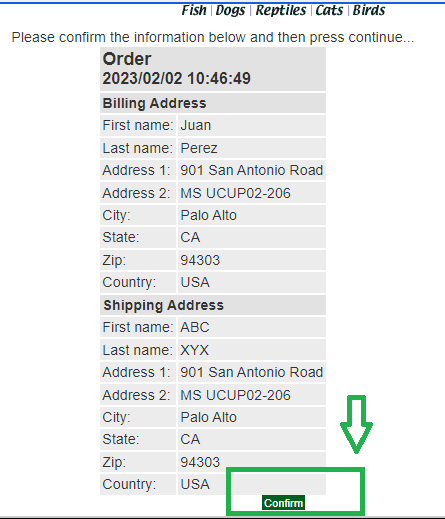 Fish | Dogs | Reptiles | Cats | Birds
Please confirm the information below and then press continue...
Order
2023/02/02 10:46:49
Billing Address
First name: Juan
Last name: Perez
Address 1: 901 San Antonio Road
Address 2: MS UCUP02-206
City: Palo Alto
State: CA
Zip: 94303
Country: USA
Shipping Address
First name: ABC
Last name: XYX
Address 1: 901 San Antonio Road
Address 2: MS UCUP02-206
City: Palo Alto
State: CA
Zip: 94303
Country: USA
Confirm